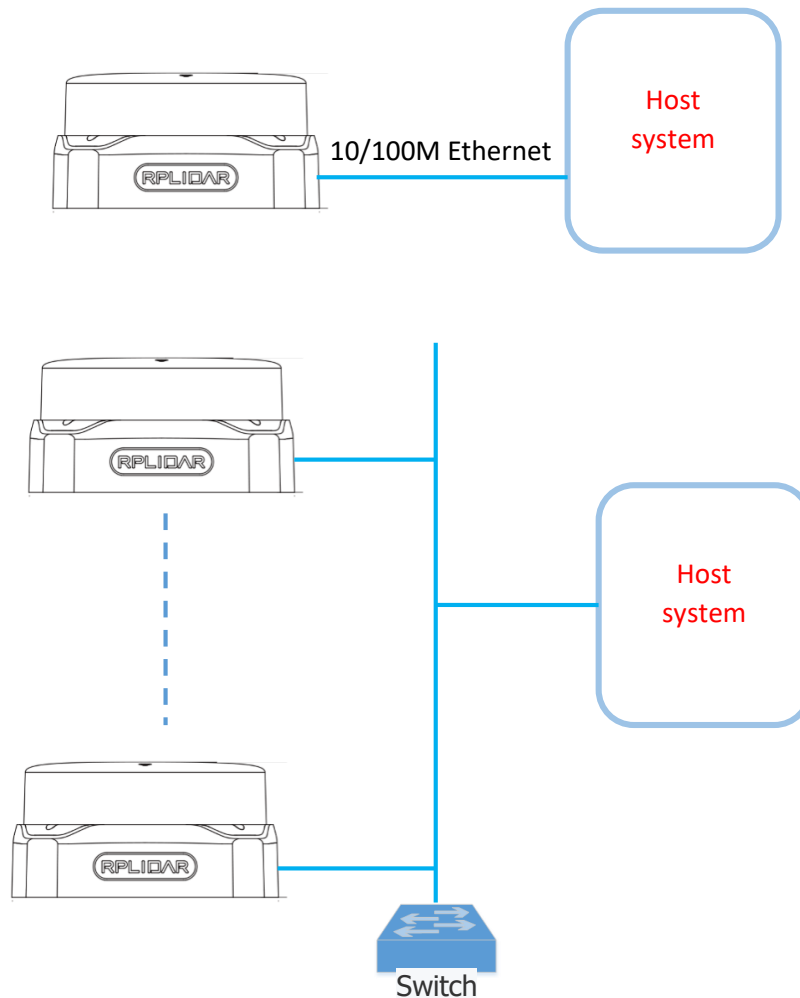 Host
system
10/100M Ethernet
RPLIDAR
RPLIDAR
Host
system
RPLIDAR
Switch